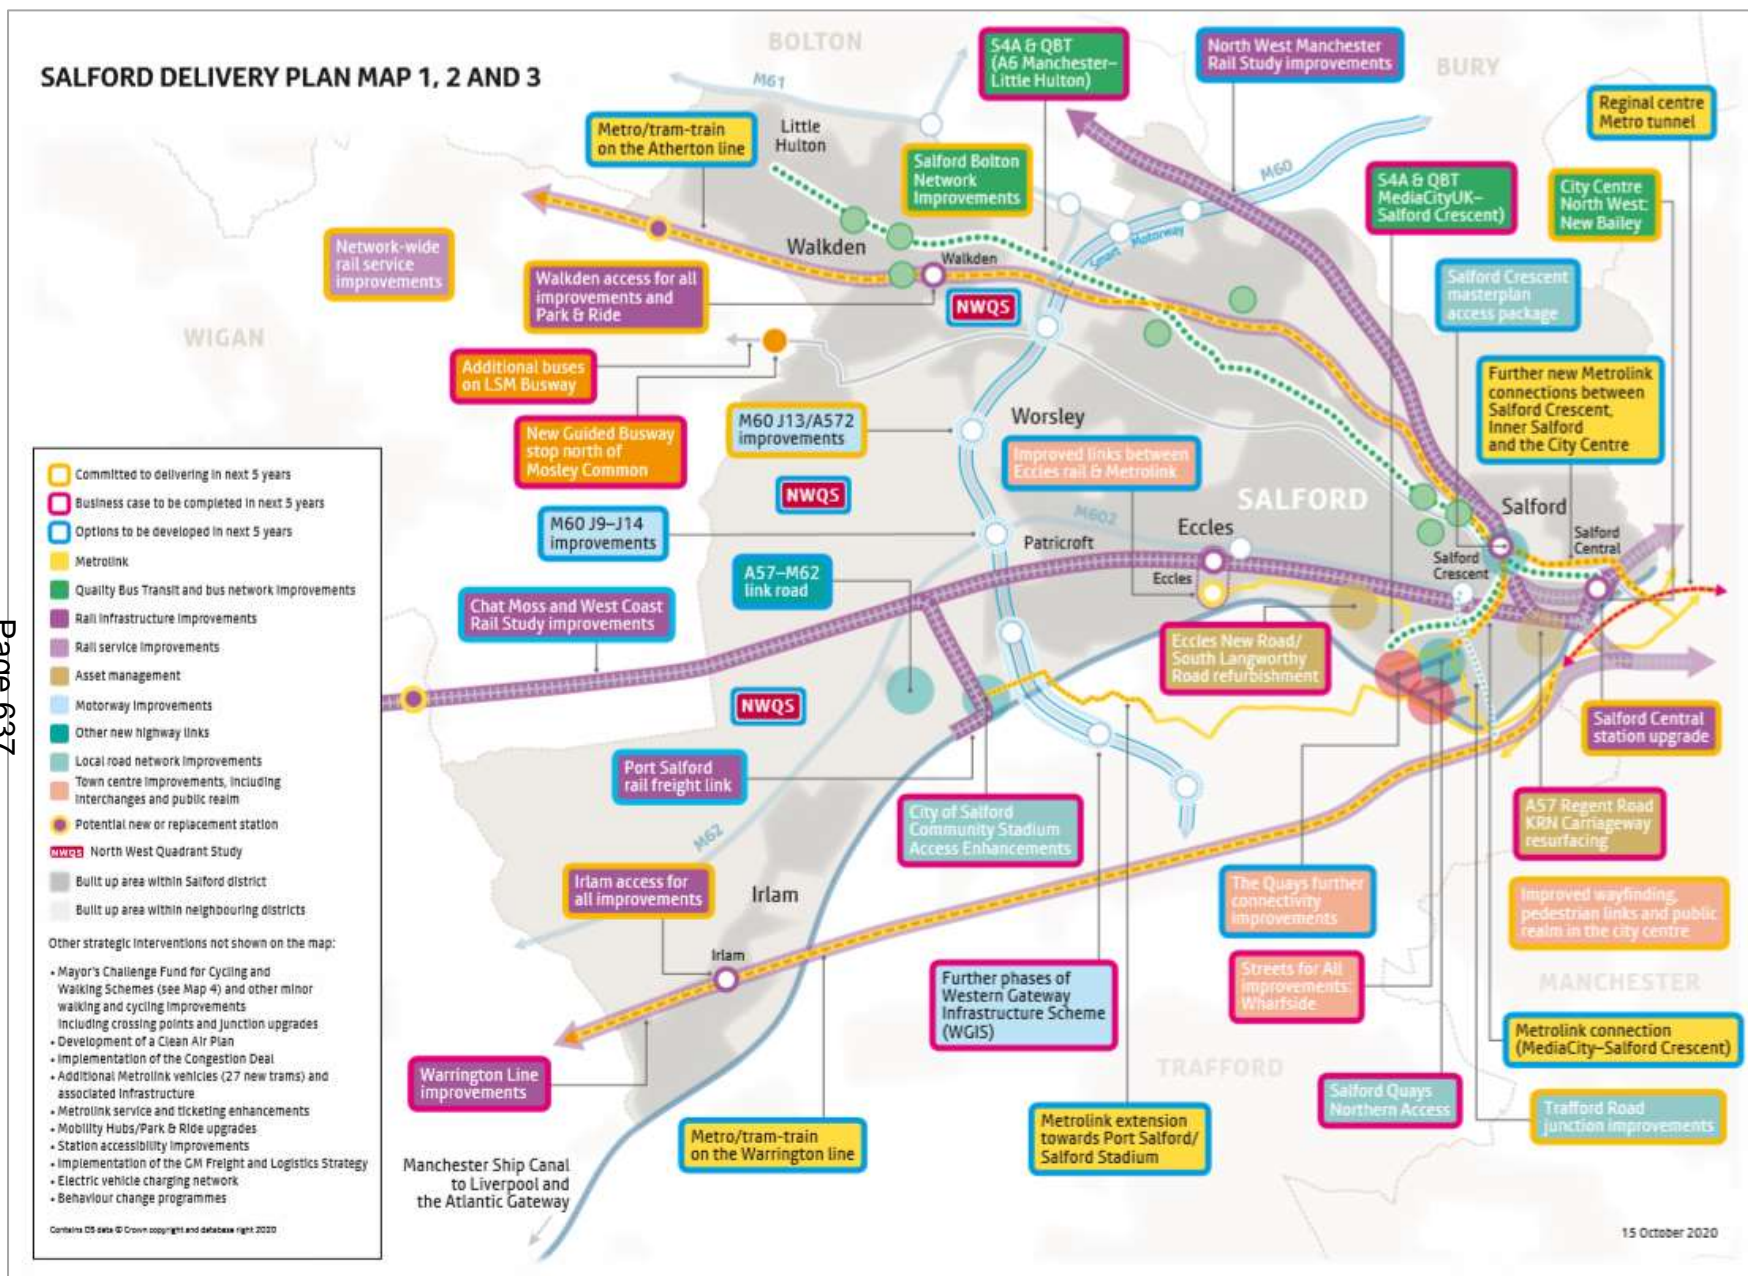 SALFORD DELIVERY PLAN MAP 1, 2 AND 3
BOLTON
BURY
WIGAN
SALFORD
MANCHESTER
TRAFFORD
M61
M60
Smart Motorway
M602
M62
Little
Hulton
Walkden
Walkden
Worsley
Patricroft
Eccles
Eccles
Salford
Salford
Crescent
Salford
Central
Irlam
Irlam
S4A & QBT
(A6 Manchester–
Little Hulton)
North West Manchester
Rail Study improvements
Reginal centre
Metro tunnel
Metro/tram-train
on the Atherton line
Salford Bolton
Network
Improvements
S4A & QBT
MediaCityUK–
Salford Crescent)
City Centre
North West:
New Bailey
Network-wide
rail service
improvements
Walkden access for all
improvements and
Park & Ride
NWQS
Salford Crescent
masterplan
access package
Additional buses
on LSM Busway
New Guided Busway
stop north of
Mosley Common
M60 J13/A572
improvements
Further new Metrolink
connections between
Salford Crescent,
Inner Salford
and the City Centre
Improved links between
Eccles rail & Metrolink
NWQS
M60 J9–J14
improvements
A57–M62
link road
Chat Moss and West Coast
Rail Study improvements
Eccles New Road/
South Langworthy
Road refurbishment
NWQS
Salford Central
station upgrade
Port Salford
rail freight link
City of Salford
Community Stadium
Access Enhancements
A57 Regent Road
KRN Carriageway
resurfacing
Irlam access for
all improvements
The Quays further
connectivity
improvements
Improved wayfinding,
pedestrian links and public
realm in the city centre
Further phases of
Western Gateway
Infrastructure Scheme
(WGIS)
Streets for All
improvements:
Wharfside
Metrolink connection
(MediaCity–Salford Crescent)
Warrington Line
improvements
Salford Quays
Northern Access
Trafford Road
junction improvements
Metro/tram-train
on the Warrington line
Metrolink extension
towards Port Salford/
Salford Stadium
Manchester Ship Canal
to Liverpool and
the Atlantic Gateway
Committed to delivering in next 5 years
Business case to be completed in next 5 years
Options to be developed in next 5 years
Metrolink
Quality Bus Transit and bus network improvements
Rail infrastructure improvements
Rail service improvements
Asset management
Motorway improvements
Other new highway links
Local road network improvements
Town centre improvements, including
interchanges and public realm
Potential new or replacement station
NWQS North West Quadrant Study
Built up area within Salford district
Built up area within neighbouring districts
Other strategic interventions not shown on the map:
• Mayor's Challenge Fund for Cycling and
Walking Schemes (see Map 4) and other minor
walking and cycling improvements
including crossing points and junction upgrades
• Development of a Clean Air Plan
• Implementation of the Congestion Deal
• Additional Metrolink vehicles (27 new trams) and
associated infrastructure
• Metrolink service and ticketing enhancements
• Mobility Hubs/Park & Ride upgrades
• Station accessibility improvements
• Implementation of the GM Freight and Logistics Strategy
• Electric vehicle charging network
• Behaviour change programmes
Contains OS data © Crown copyright and database right 2020
15 October 2020
Page 637